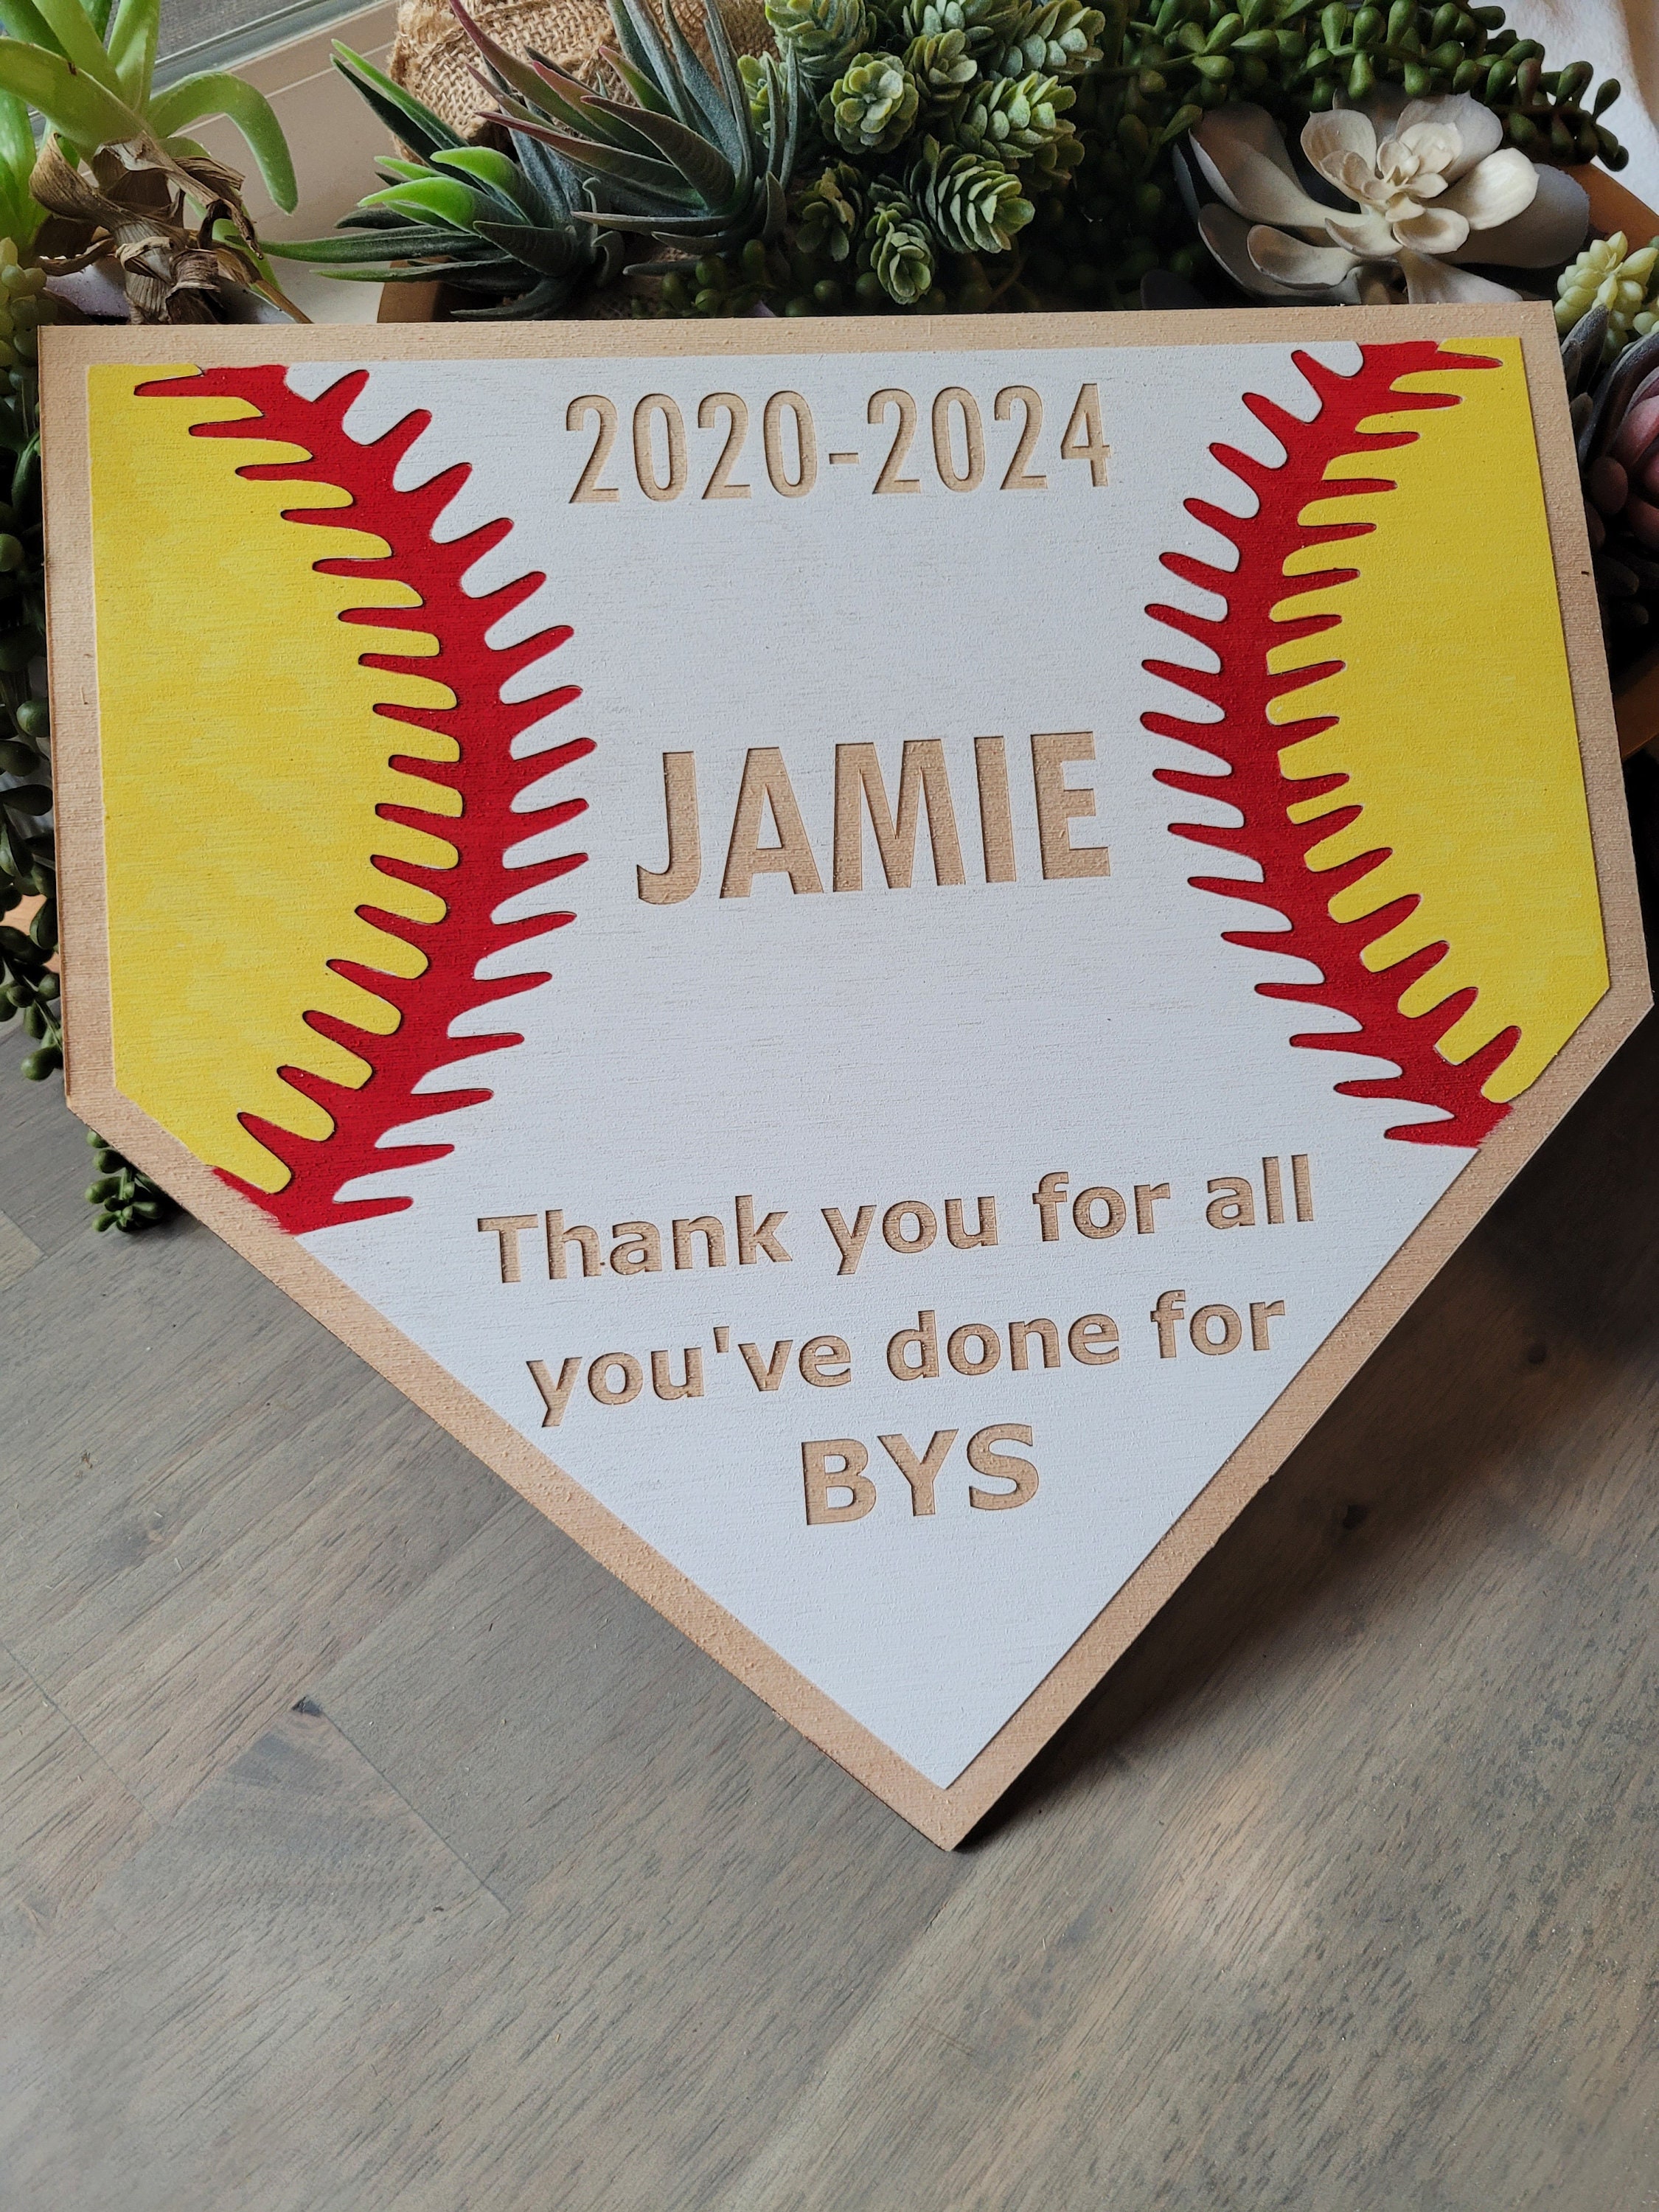 2020-2024
JAMIE
Thank you for all
you've done for
BYS